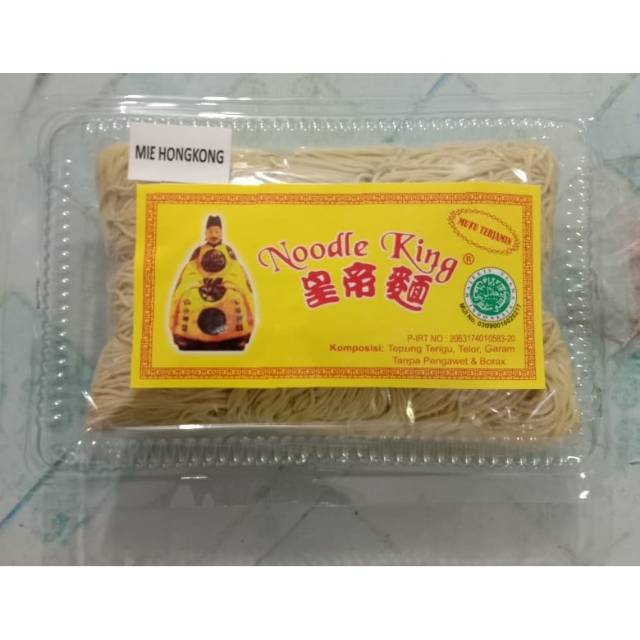 MIE HONGKONG
MUTU TERJAMIN
Noodle King ®
皇帝麵
P-IRT NO : 2063174010583-20
Komposisi: Tepung Terigu, Telor, Garam
Tanpa Pengawet & Borax